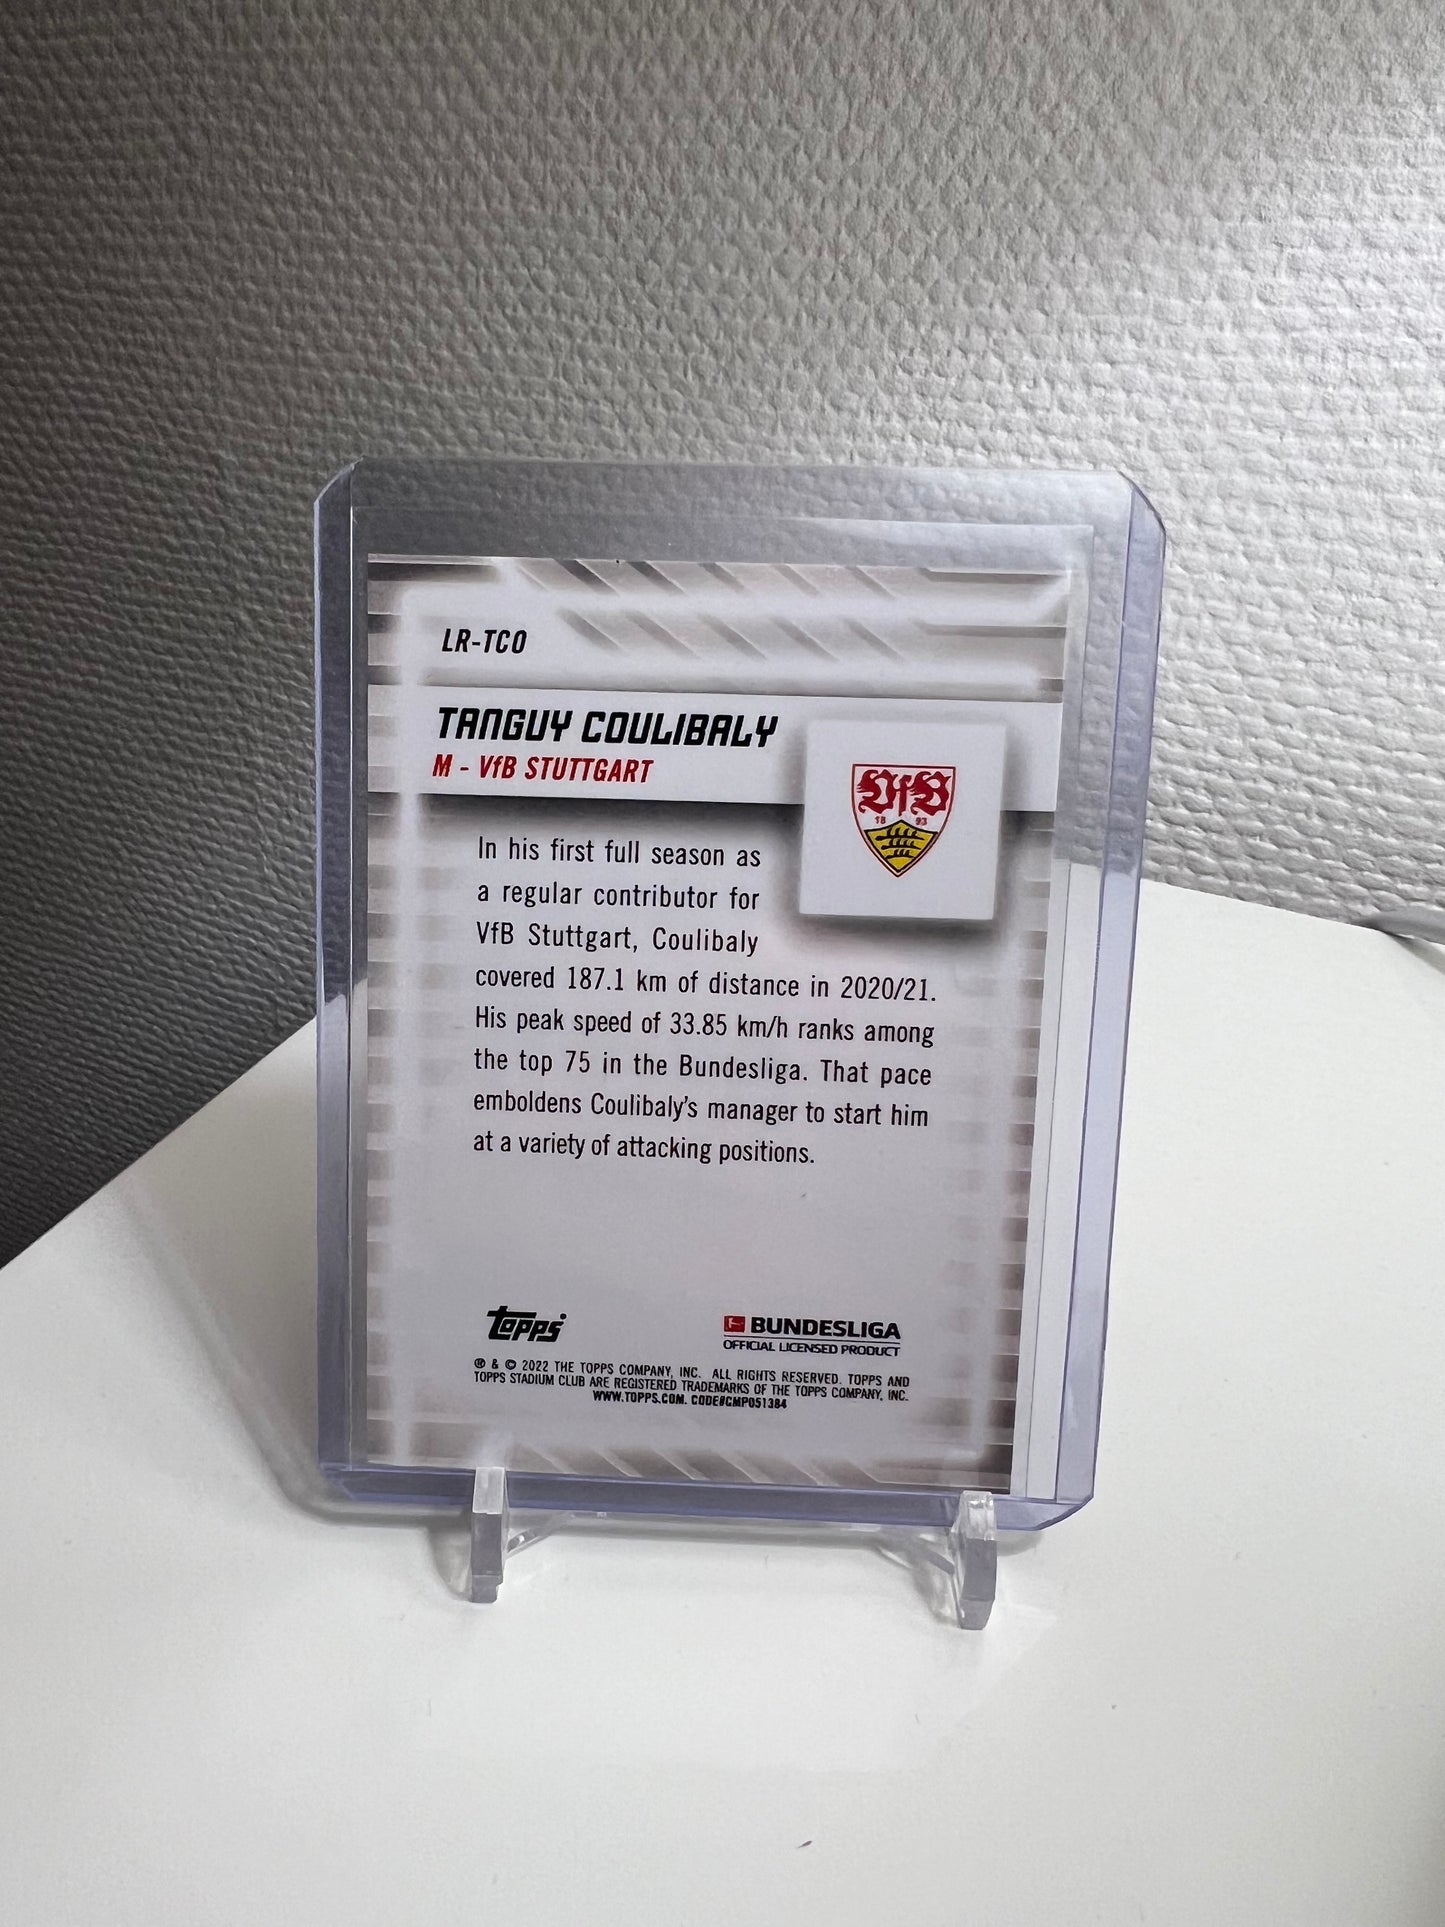 LR-TCO
TANGUY COULIBALY
M - VfB STUTTGART
VfB
18 93
In his first full season as
a regular contributor for
VfB Stuttgart, Coulibaly
covered 187.1 km of distance in 2020/21.
His peak speed of 33.85 km/h ranks among
the top 75 in the Bundesliga. That pace
emboldens Coulibaly's manager to start him
at a variety of attacking positions.
topps
BUNDESLIGA
OFFICIAL LICENSED PRODUCT
® & © 2022 THE TOPPS COMPANY, INC. ALL RIGHTS RESERVED. TOPPS AND
TOPPS STADIUM CLUB ARE REGISTERED TRADEMARKS OF THE TOPPS COMPANY, INC.
WWW.TOPPS.COM. CODE#CMP051384